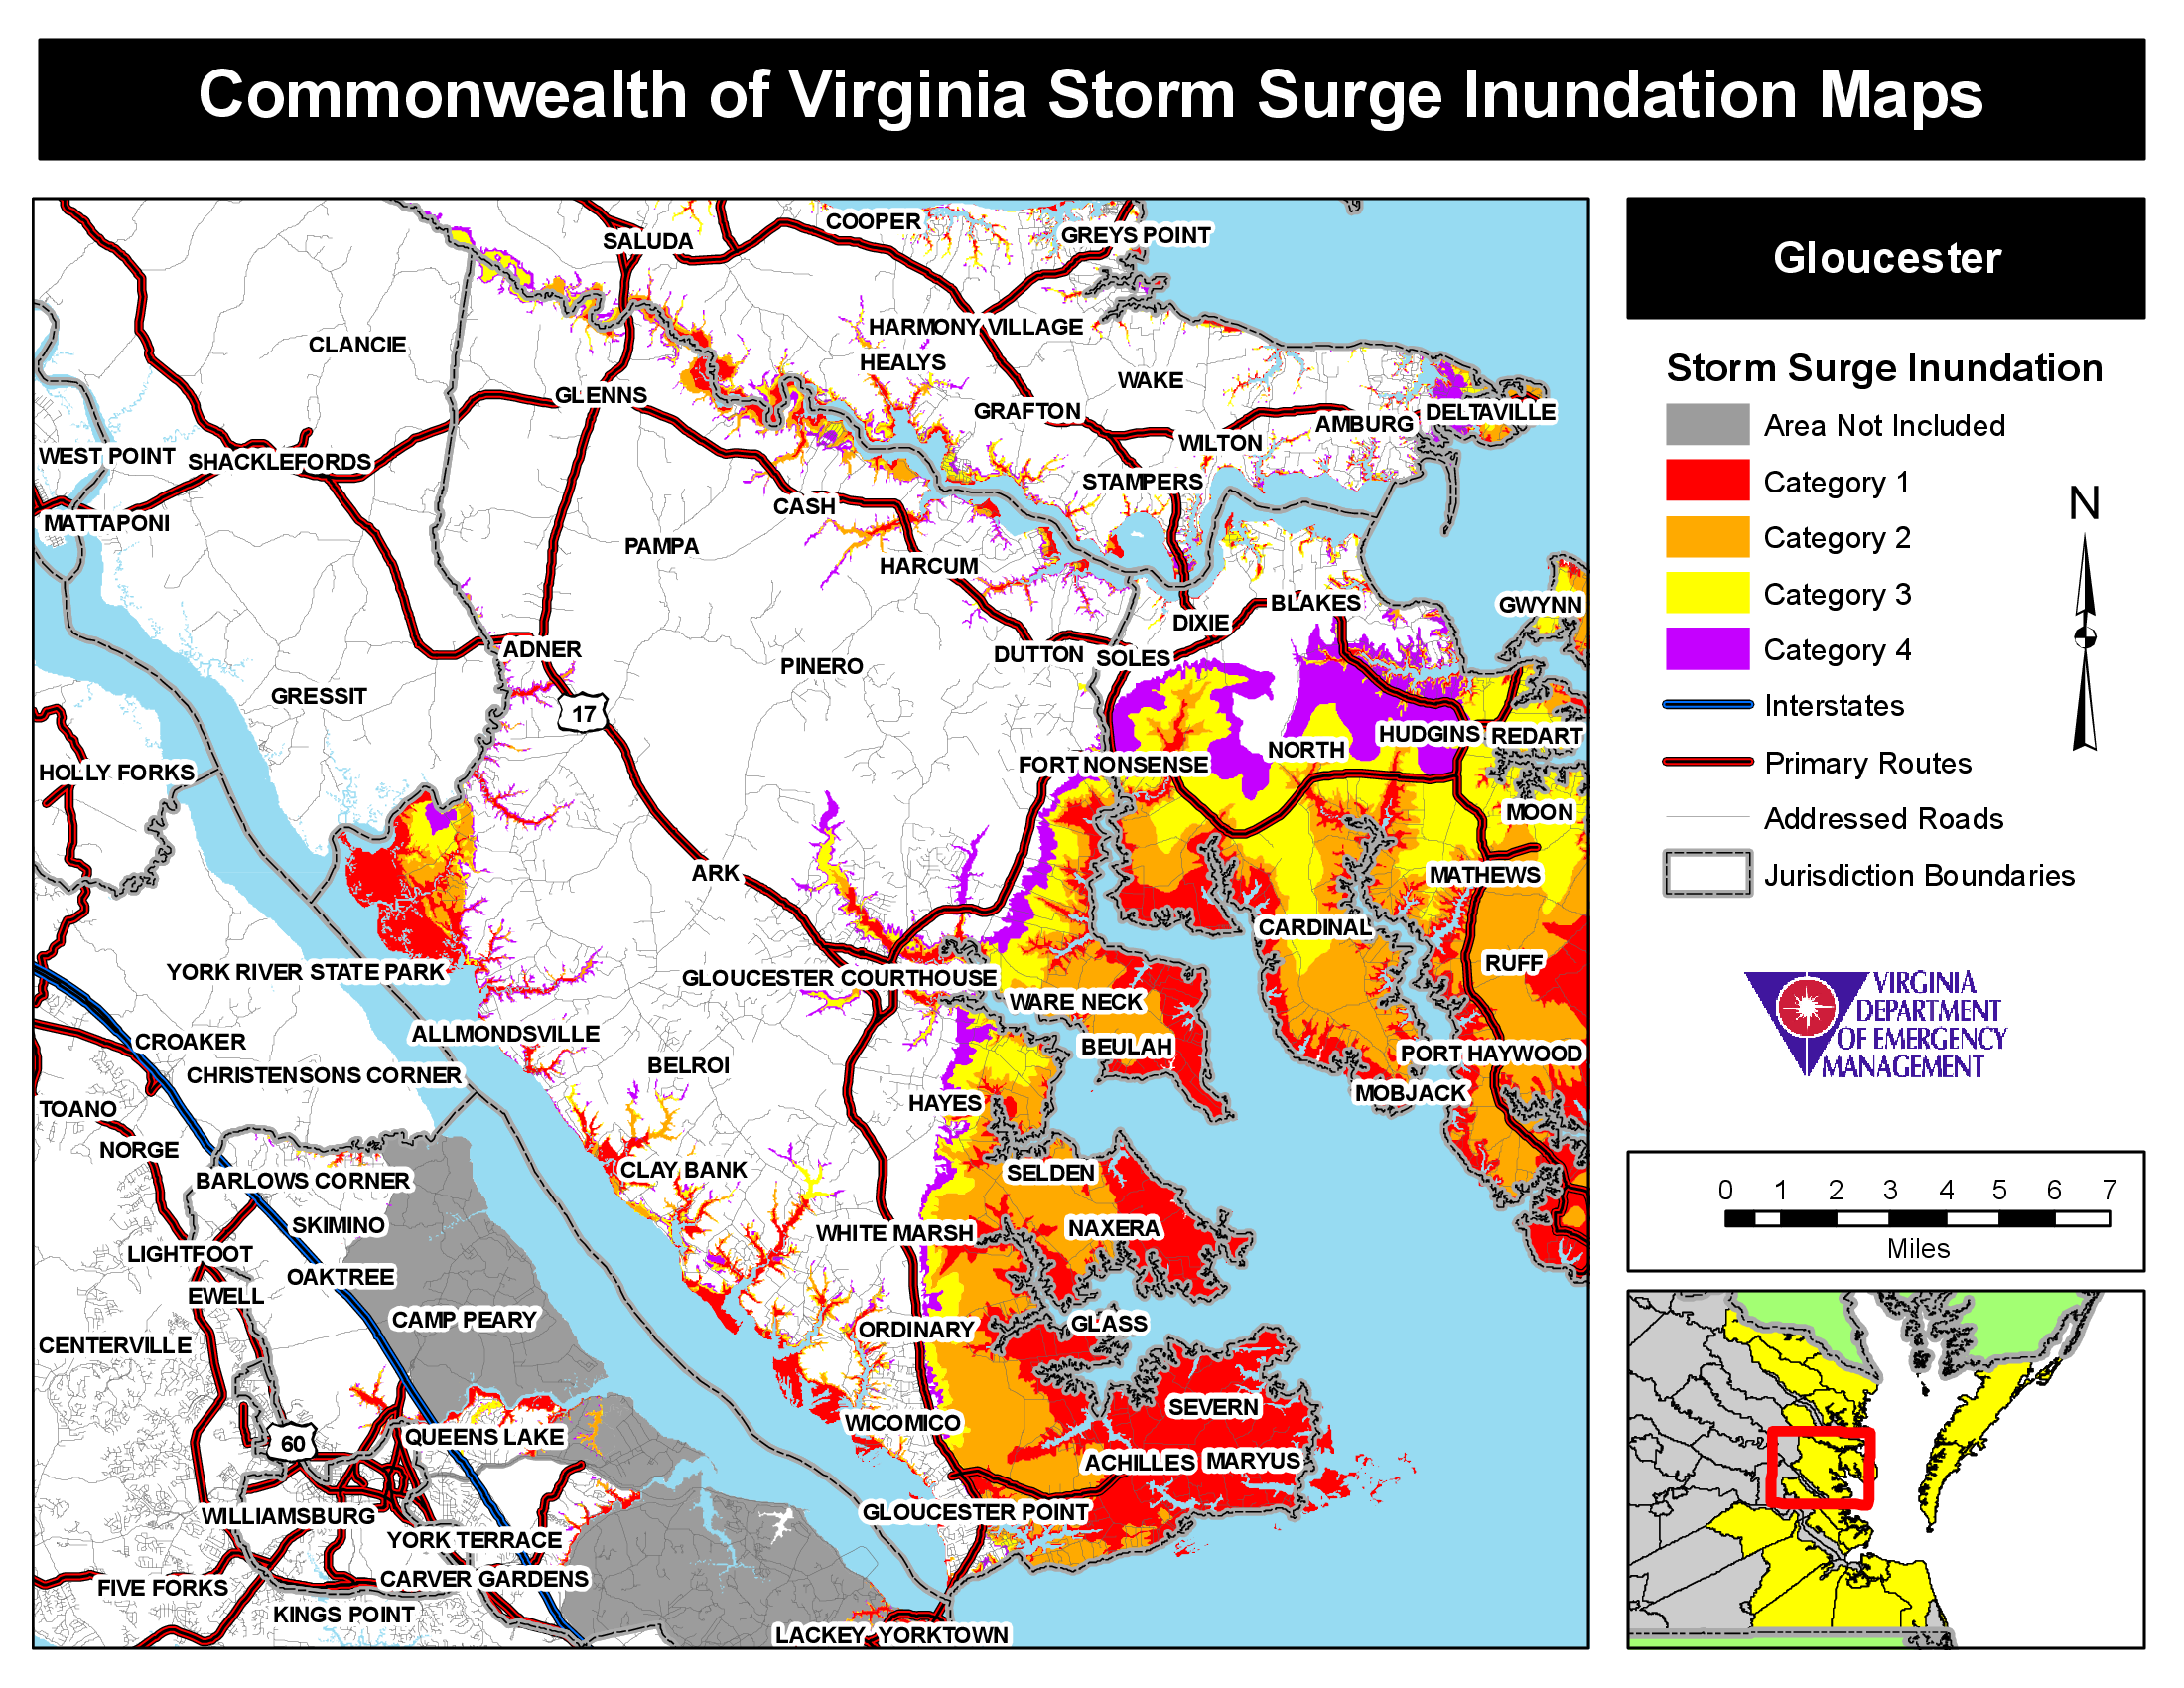 Commonwealth of Virginia Storm Surge Inundation Maps
Gloucester
Storm Surge Inundation
Area Not Included
Category 1
Category 2
Category 3
Category 4
Interstates
Primary Routes
Addressed Roads
Jurisdiction Boundaries
N
VIRGINIA
DEPARTMENT
OF EMERGENCY
MANAGEMENT
0 1 2 3 4 5 6 7
Miles
COOPER
SALUDA
GREYS POINT
HARMONY VILLAGE
CLANCIE
HEALYS
WAKE
GLENNS
GRAFTON
DELTAVILLE
AMBURG
WILTON
WEST POINT
SHACKLEFORDS
STAMPERS
CASH
MATTAPONI
PAMPA
HARCUM
BLAKES
GWYNN
DIXIE
ADNER
DUTTON
SOLES
PINERO
GRESSIT
17
HUDGINS
REDART
NORTH
FORT NONSENSE
HOLLY FORKS
MOON
ARK
MATHEWS
CARDINAL
RUFF
YORK RIVER STATE PARK
GLOUCESTER COURTHOUSE
WARE NECK
ALLMONDSVILLE
CROAKER
BEULAH
PORT HAYWOOD
BELROI
CHRISTENSONS CORNER
MOBJACK
HAYES
TOANO
NORGE
CLAY BANK
SELDEN
BARLOWS CORNER
SKIMINO
NAXERA
WHITE MARSH
LIGHTFOOT
OAKTREE
EWELL
CAMP PEARY
GLASS
ORDINARY
CENTERVILLE
SEVERN
WICOMICO
QUEENS LAKE
60
ACHILLES
MARYUS
GLOUCESTER POINT
WILLIAMSBURG
YORK TERRACE
CARVER GARDENS
FIVE FORKS
KINGS POINT
LACKEY
YORKTOWN